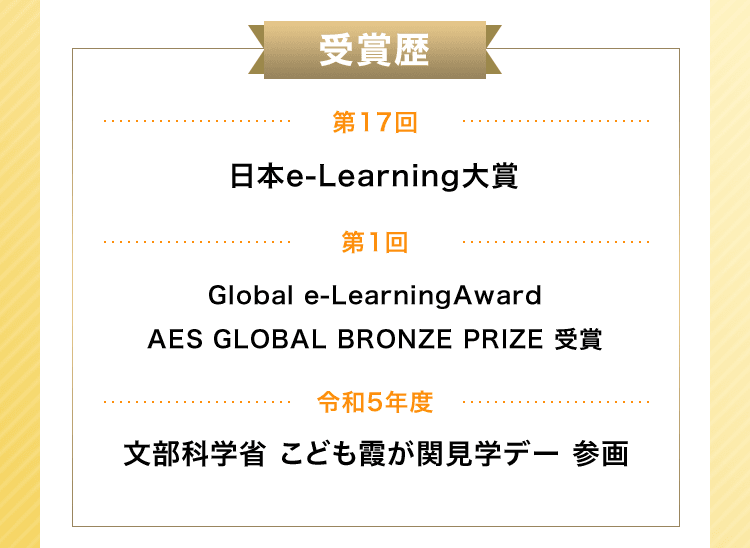 受賞歴
第17回
日本e-Learning大賞
第1回
Global e-LearningAward
AES GLOBAL BRONZE PRIZE 受賞
令和5年度
文部科学省 こども霞が関見学デー 参画